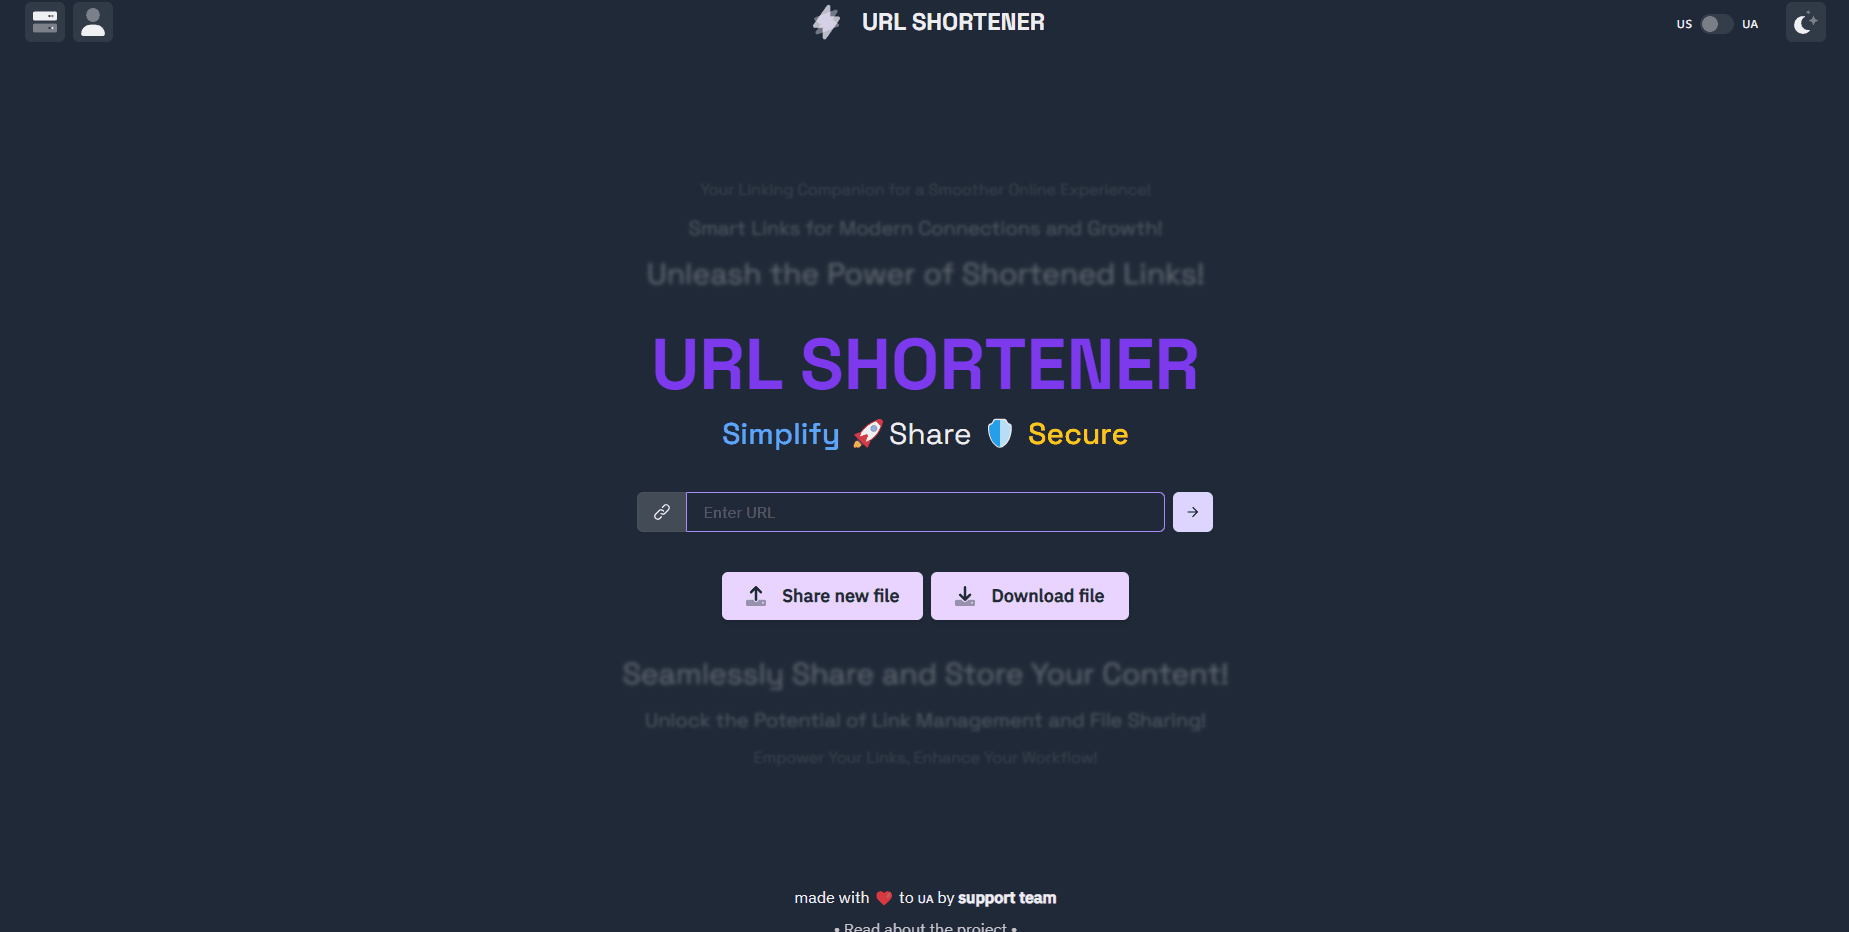 URL SHORTENER
US UA
Your Linking Companion for a Smoother Online Experience!
Smart Links for Modern Connections and Growth!
Unleash the Power of Shortened Links!
URL SHORTENER
Simplify 🚀 Share 🛡️ Secure
Enter URL
Share new file
Download file
Seamlessly Share and Store Your Content!
Unlock the Potential of Link Management and File Sharing!
Empower Your Links, Enhance Your Workflow!
made with ❤️ to UA by support team
• Read about the project •